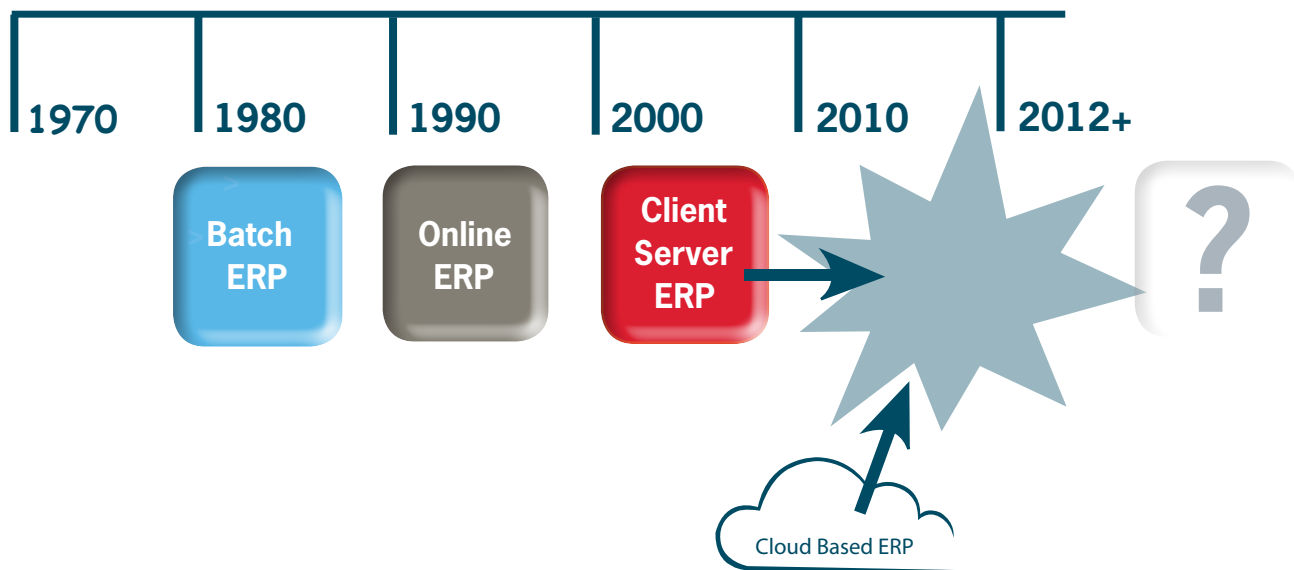 1970
1980
1990
2000
2010
2012+
> Batch
> ERP
Online
ERP
Client
Server
ERP
?
Cloud Based ERP